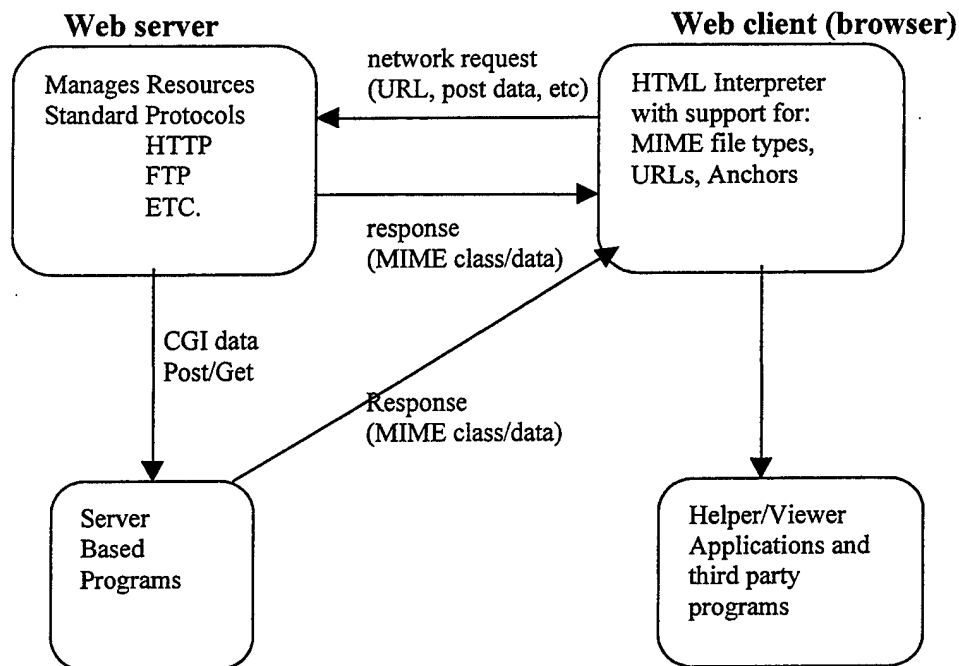 Web server
Web client (browser)
Manages Resources
Standard Protocols
HTTP
FTP
ETC.
network request
(URL, post data, etc)
HTML Interpreter
with support for:
MIME file types,
URLs, Anchors
response
(MIME class/data)
CGI data
Post/Get
Response
(MIME class/data)
Server
Based
Programs
Helper/Viewer
Applications and
third party
programs